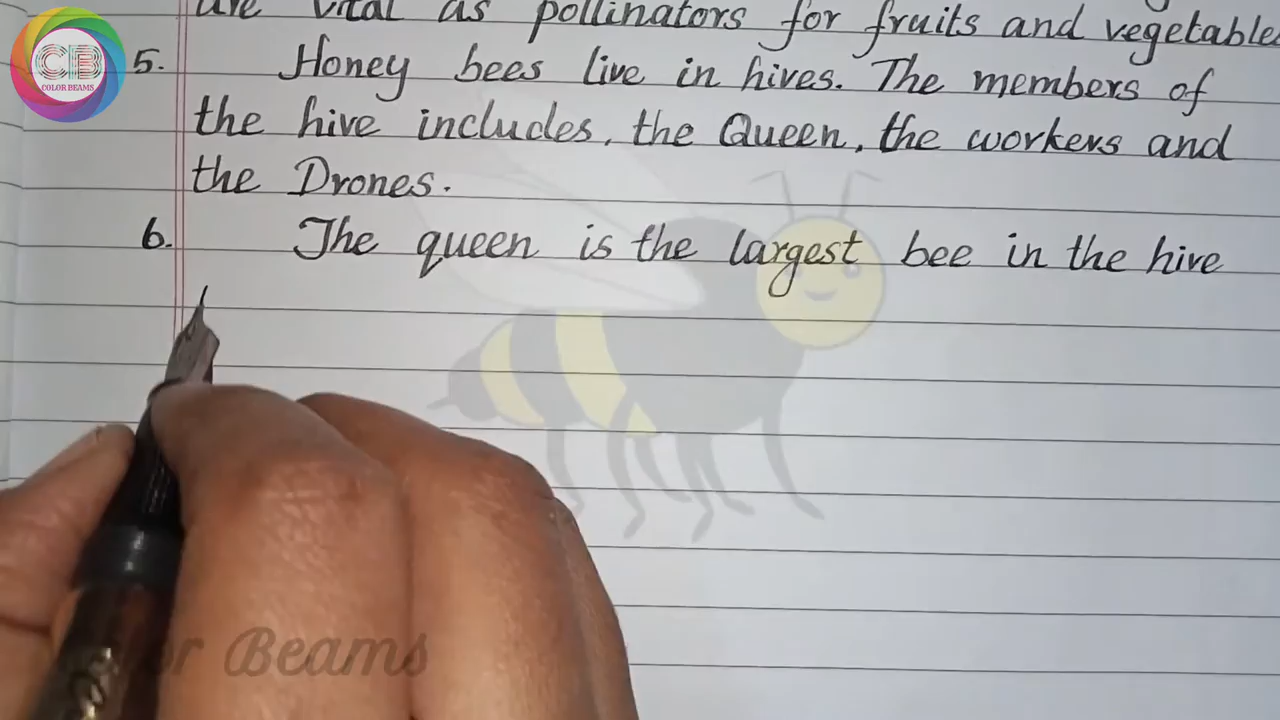 are vital as pollinators for fruits and vegetables
CB
COLOR BEAMS
5. Honey bees live in hives. The members of
the hive includes, the Queen, the workers and
the Drones.
6. The queen is the largest bee in the hive
Color Beams